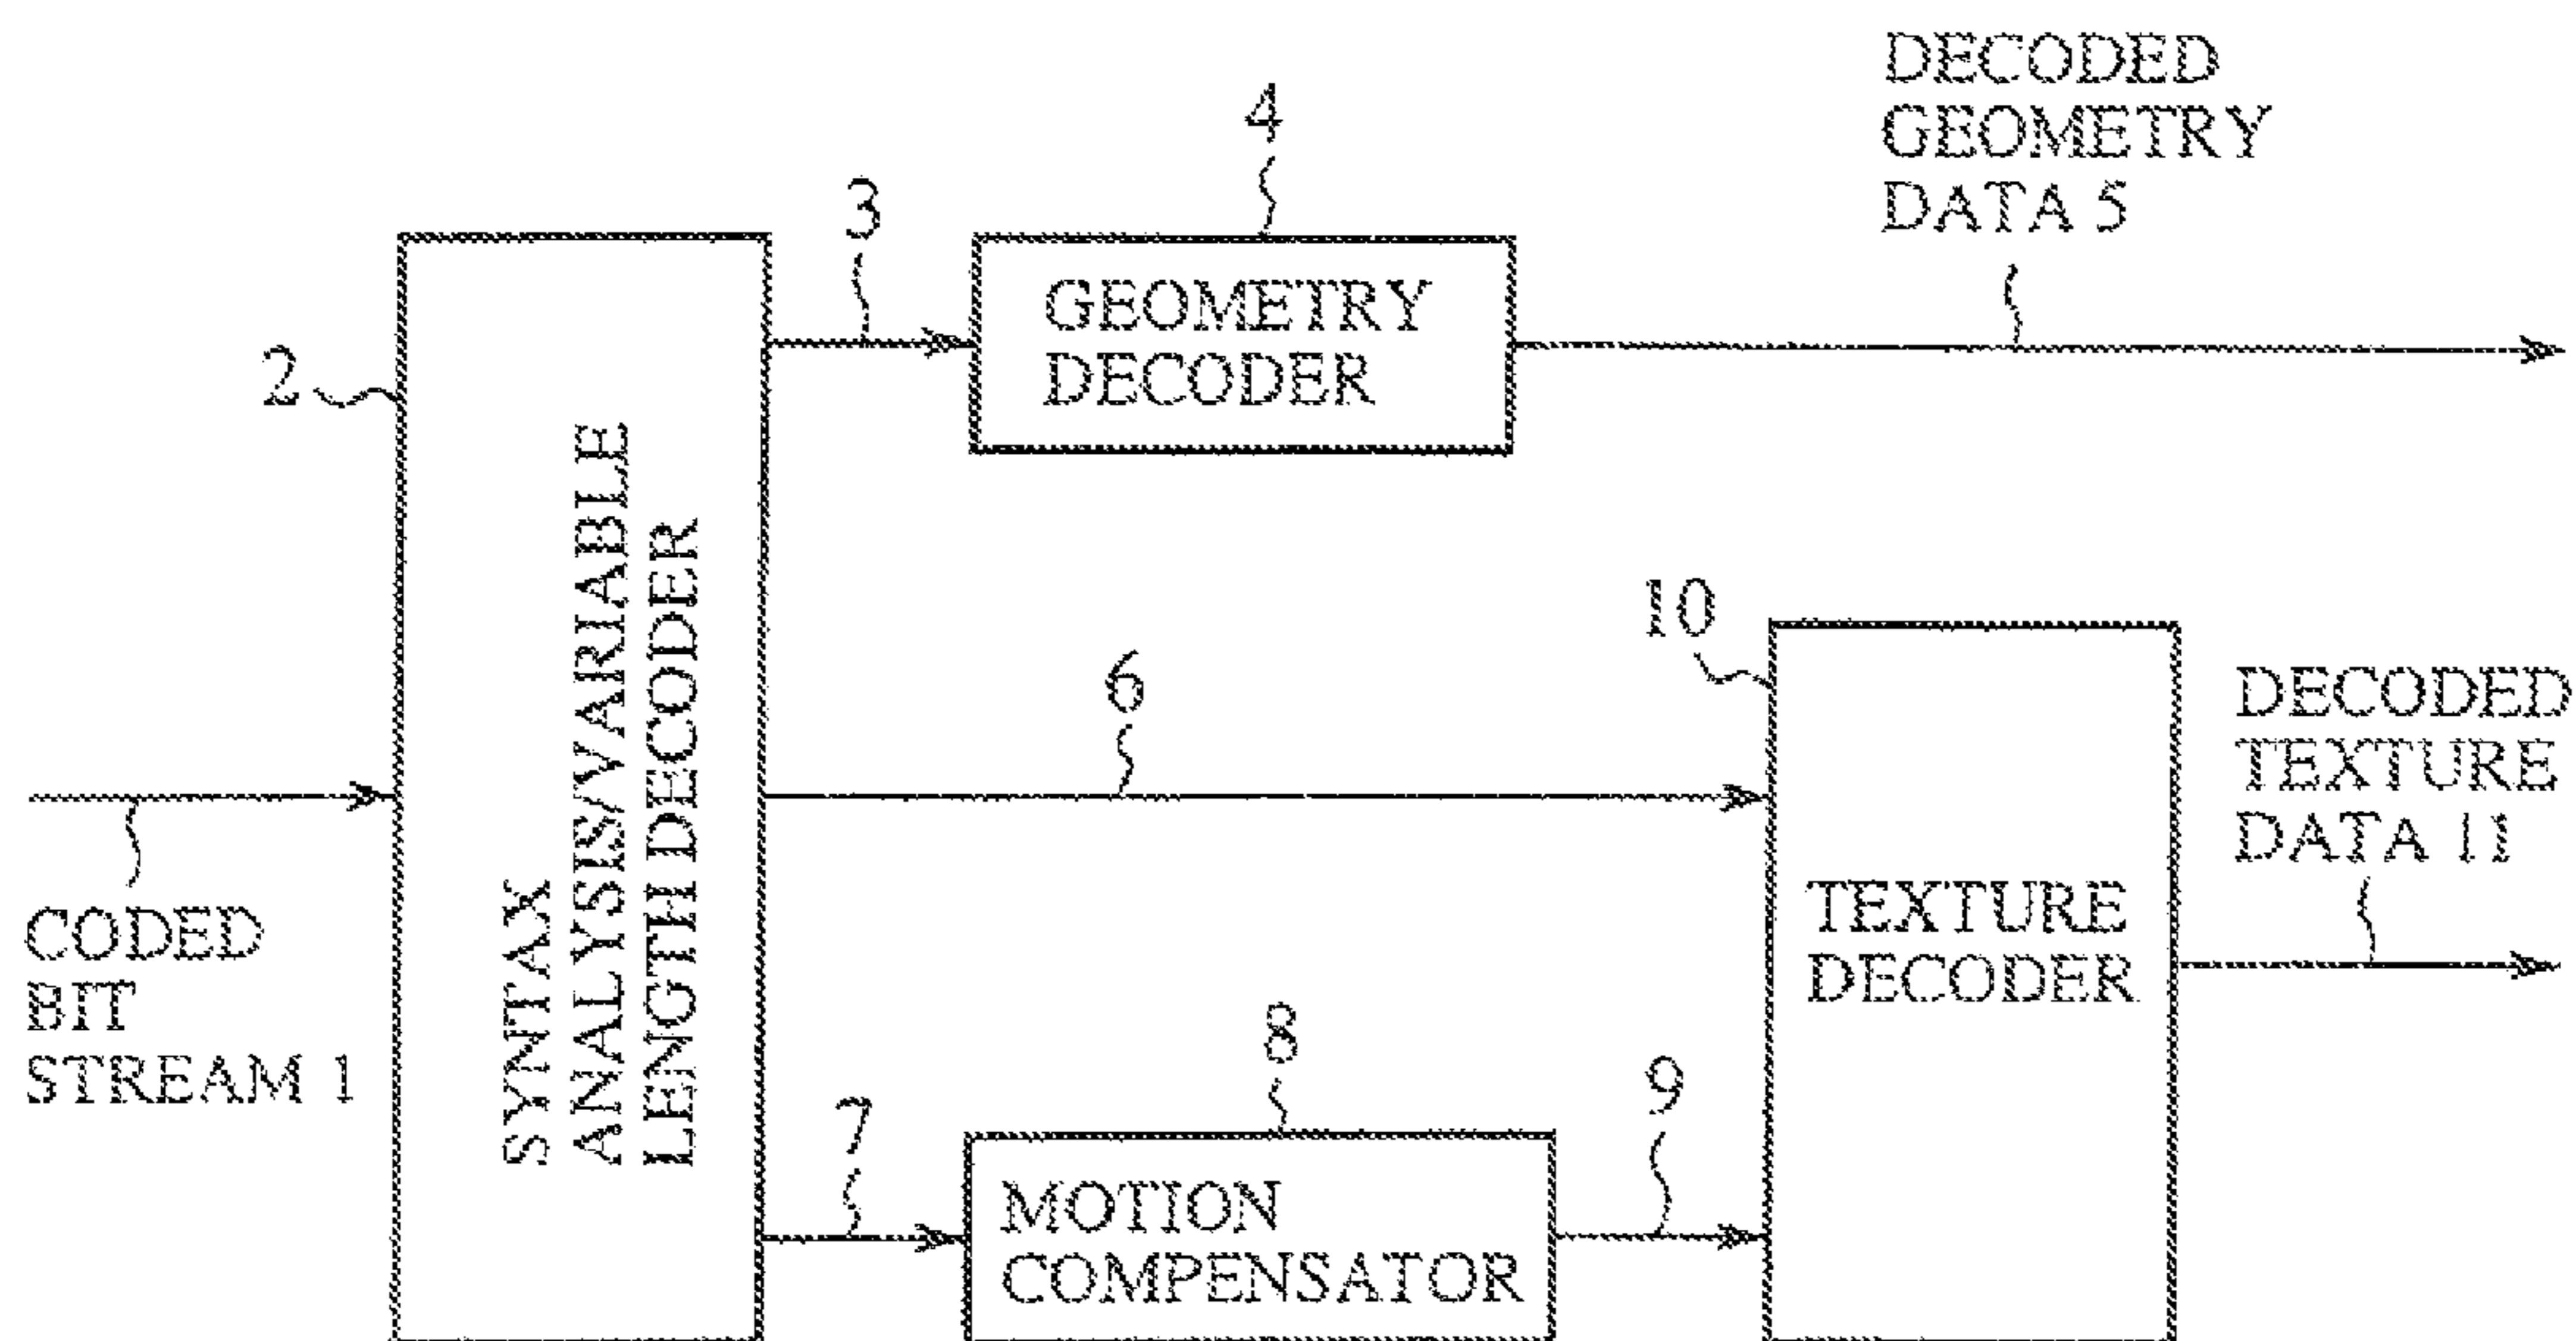 4
DECODED
GEOMETRY
DATA 5
3
GEOMETRY
DECODER
2
SYNTAX
ANALYSIS/VARIABLE
LENGTH DECODER
10
6
DECODED
TEXTURE
DATA 11
TEXTURE
DECODER
CODED
BIT
STREAM 1
8
9
7
MOTION
COMPENSATOR